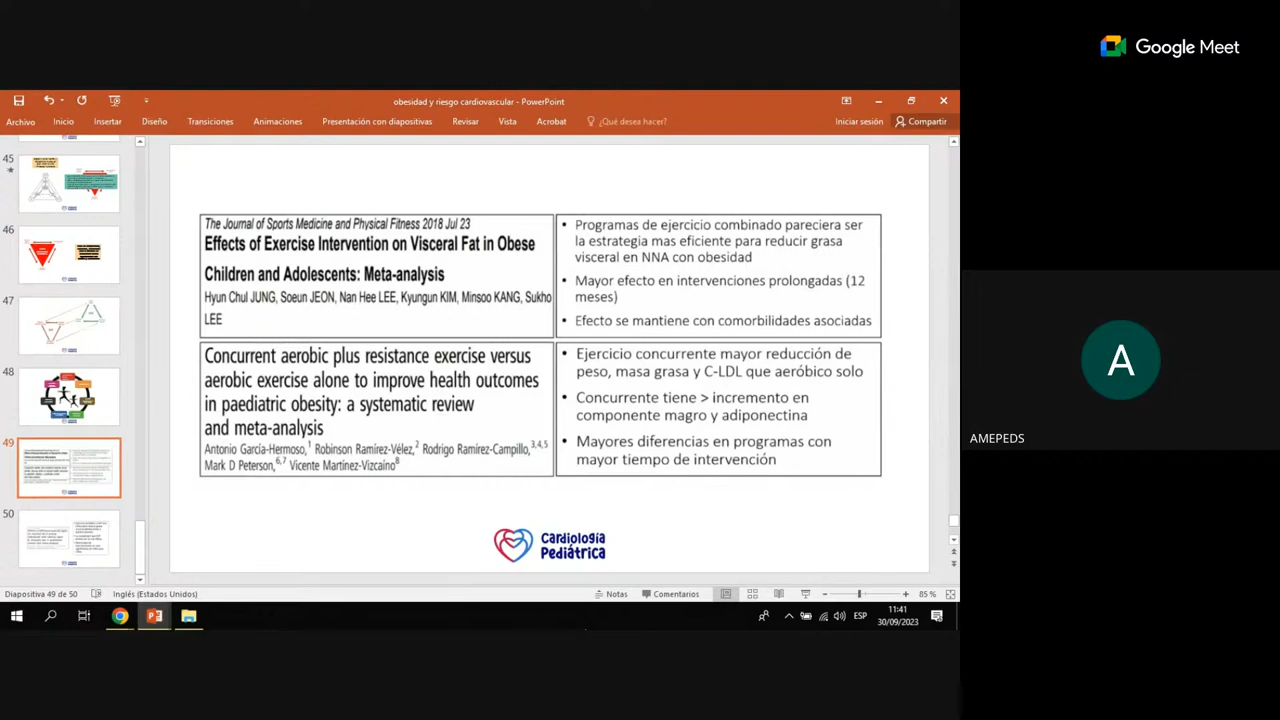 Google Meet
obesidad y riesgo cardiovascular - PowerPoint
Archivo Inicio Insertar Diseño Transiciones Animaciones Presentación con diapositivas Revisar Vista Acrobat ¿Qué desea hacer? Iniciar sesión Compartir
45
46
47
48
49
50
The Journal of Sports Medicine and Physical Fitness 2018 Jul 23
Effects of Exercise Intervention on Visceral Fat in Obese
Children and Adolescents: Meta-analysis
Hyun Chul JUNG, Soeun JEON, Nan Hee LEE, Kyungun KIM, Minsoo KANG, Sukho
LEE
• Programas de ejercicio combinado pareciera ser
la estrategia mas eficiente para reducir grasa
visceral en NNA con obesidad
• Mayor efecto en intervenciones prolongadas (12
meses)
• Efecto se mantiene con comorbilidades asociadas
Concurrent aerobic plus resistance exercise versus
aerobic exercise alone to improve health outcomes
in paediatric obesity: a systematic review
and meta-analysis
Antonio García-Hermoso,1 Robinson Ramírez-Vélez,2 Rodrigo Ramírez-Campillo,3,4,5
Mark D Peterson,6,7 Vicente Martínez-Vizcaíno8
• Ejercicio concurrente mayor reducción de
peso, masa grasa y C-LDL que aeróbico solo
• Concurrente tiene > incremento en
componente magro y adiponectina
• Mayores diferencias en programas con
mayor tiempo de intervención
Cardiología
Pediátrica
A
AMEPEDS
Diapositiva 49 de 50 Inglés (Estados Unidos) Notas Comentarios 85 %
ESP
11:41
30/09/2023